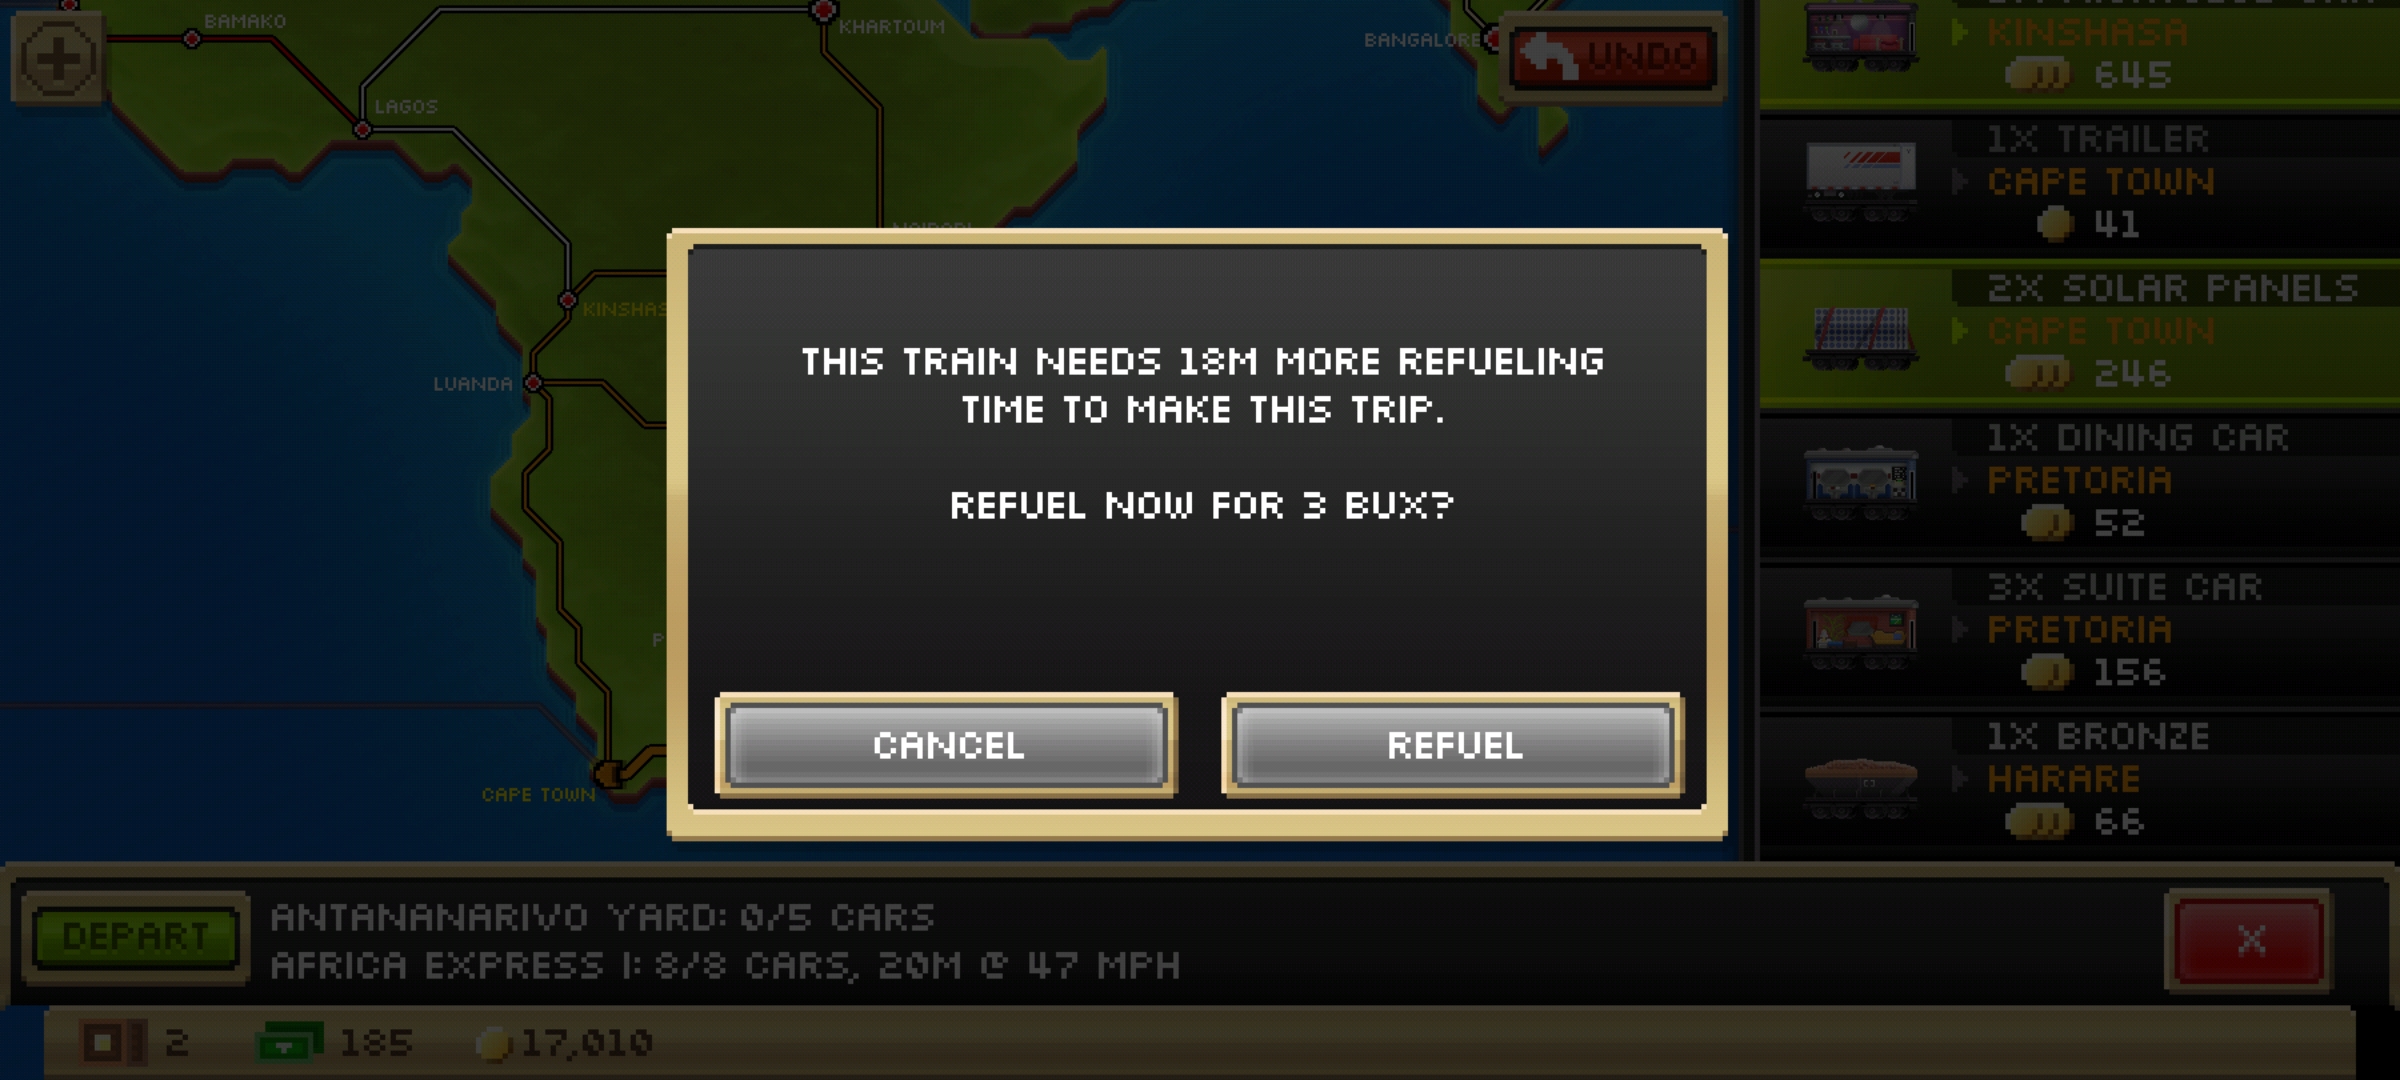 BAMAKO
KHARTOUM
BANGALORE
UNDO
LAGOS
KINSHAS
LUANDA
CAPE TOWN
KINSHASA
645
1X TRAILER
CAPE TOWN
41
2X SOLAR PANELS
CAPE TOWN
246
1X DINING CAR
PRETORIA
52
3X SUITE CAR
PRETORIA
156
1X BRONZE
HARARE
66
THIS TRAIN NEEDS 18M MORE REFUELING
TIME TO MAKE THIS TRIP.
REFUEL NOW FOR 3 BUX?
CANCEL
REFUEL
DEPART
ANTANANARIVO YARD: 0/5 CARS
AFRICA EXPRESS I: 8/8 CARS, 20M @ 47 MPH
X
2
185
17,010